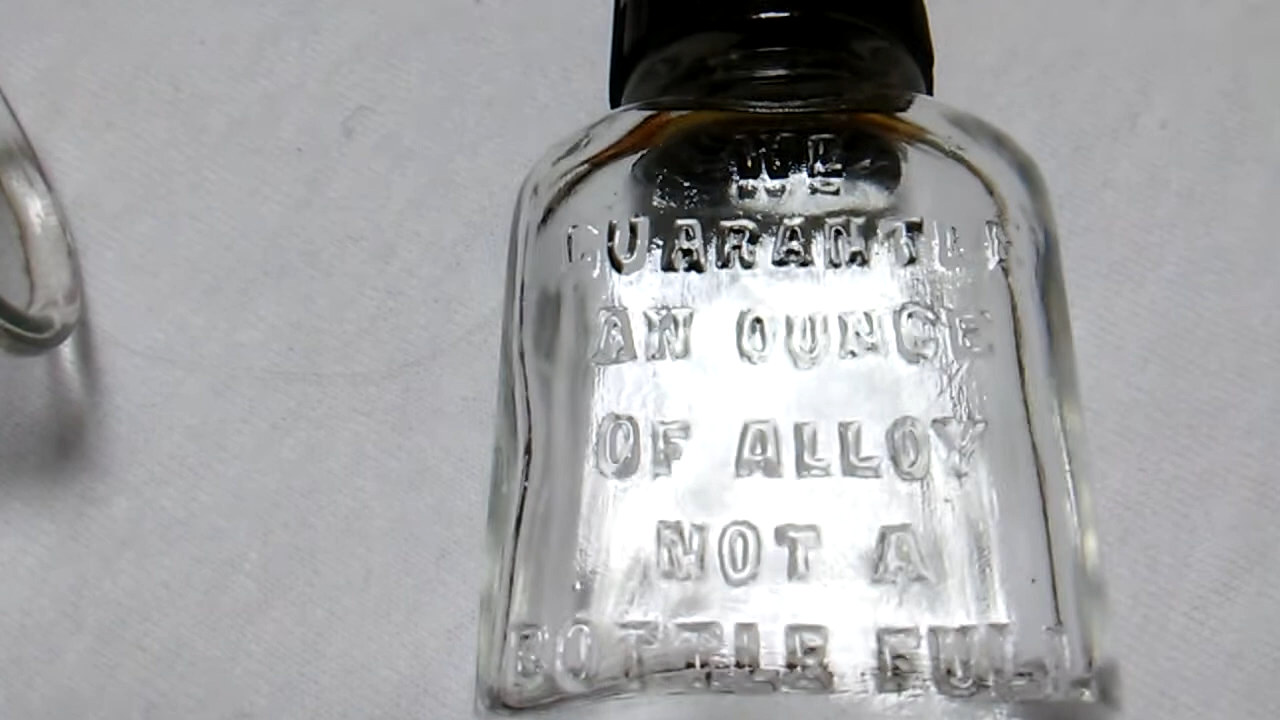 WE
GUARANTEE
AN OUNCE
OF ALLOY
NOT A
BOTTLE FULL